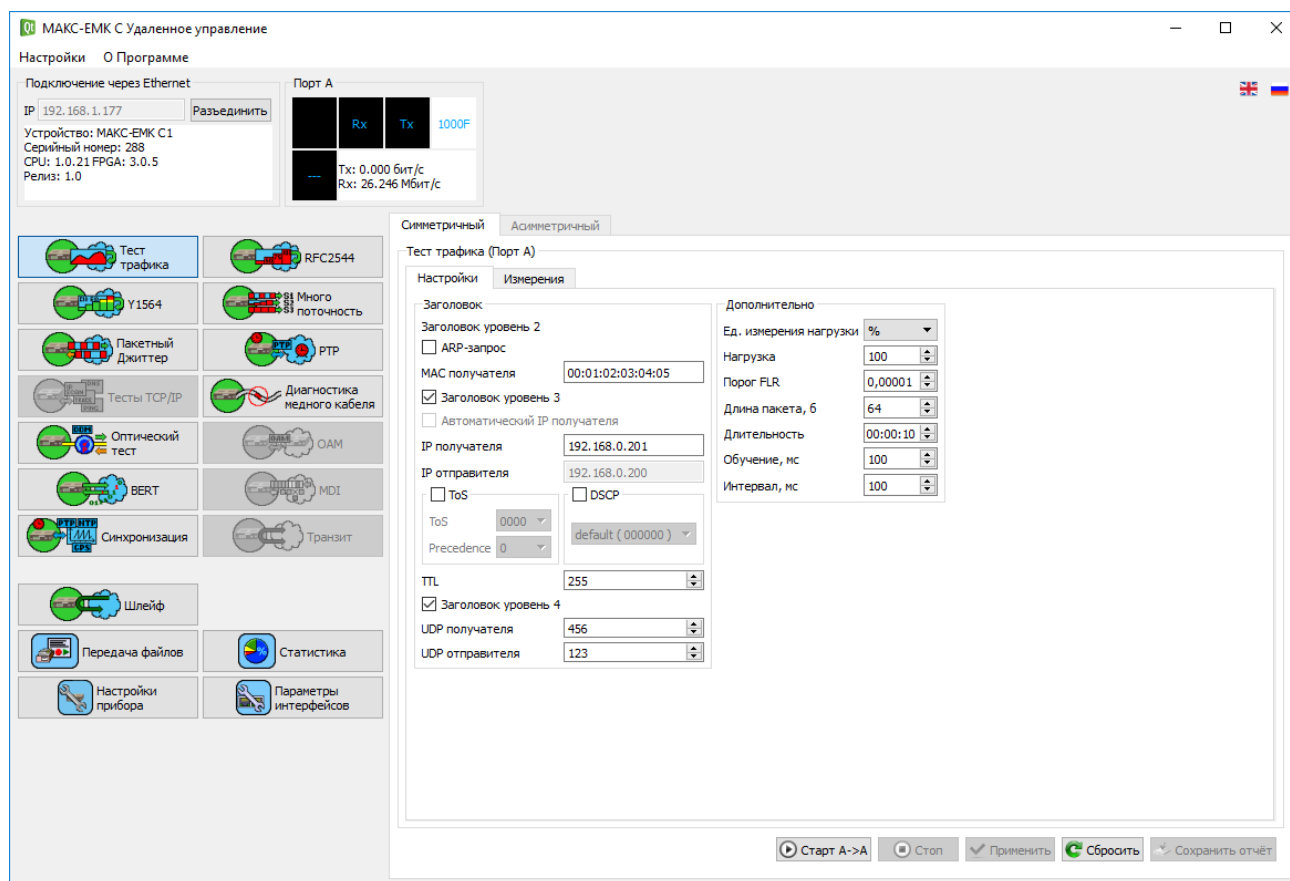 МАКС-ЕМК С Удаленное управление
Настройки О Программе
Подключение через Ethernet
IP 192.168.1.177 Разъединить
Устройство: МАКС-ЕМК С1
Серийный номер: 288
CPU: 1.0.21 FPGA: 3.0.5
Релиз: 1.0
Порт A
Rx Tx 1000F
---
Tx: 0.000 бит/с
Rx: 26.246 Мбит/с
Тест трафика
RFC2544
Y1564
Много поточность
Пакетный Джиттер
PTP
Тесты TCP/IP
Диагностика медного кабеля
Оптический тест
OAM
BERT
MDI
Синхронизация
Транзит
Шлейф
Передача файлов
Статистика
Настройки прибора
Параметры интерфейсов
Симметричный Асимметричный
Тест трафика (Порт A)
Настройки Измерения
Заголовок
Заголовок уровень 2
ARP-запрос
MAC получателя 00:01:02:03:04:05
Заголовок уровень 3
Автоматический IP получателя
IP получателя 192.168.0.201
IP отправителя 192.168.0.200
ToS
ToS 0000
Precedence 0
DSCP
default ( 000000 )
TTL 255
Заголовок уровень 4
UDP получателя 456
UDP отправителя 123
Дополнительно
Ед. измерения нагрузки %
Нагрузка 100
Порог FLR 0,00001
Длина пакета, б 64
Длительность 00:00:10
Обучение, мс 100
Интервал, мс 100
Старт A->A Стоп Применить Сбросить Сохранить отчёт